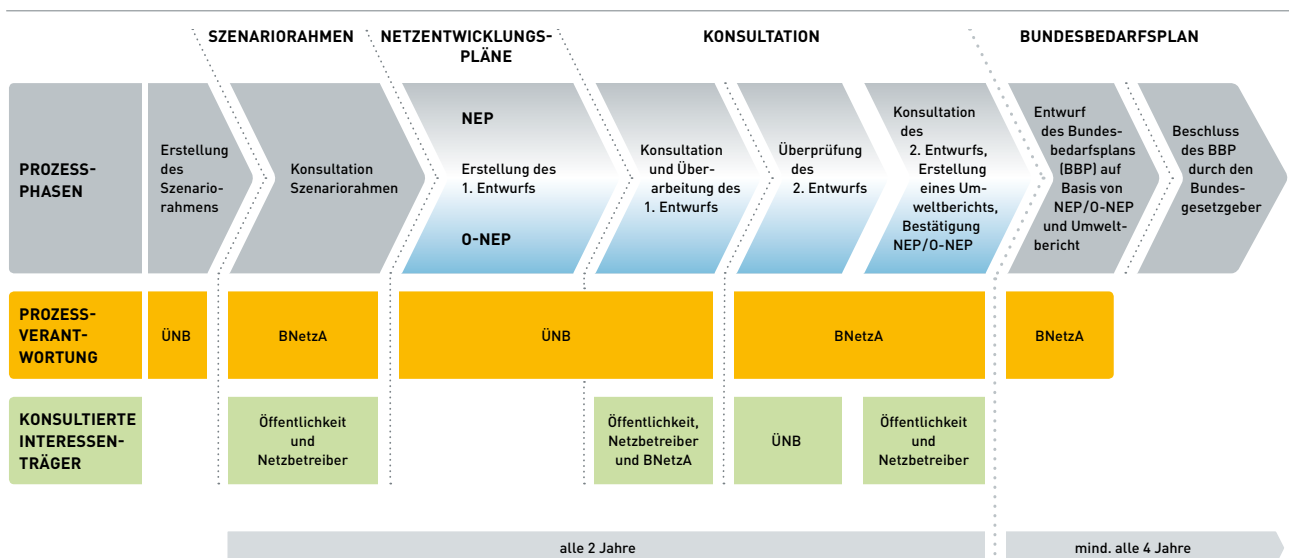 SZENARIORAHMEN
NETZENTWICKLUNGS-
PLÄNE
KONSULTATION
BUNDESBEDARFSPLAN
PROZESS-
PHASEN
Erstellung
des
Szenario-
rahmens
Konsultation
Szenariorahmen
NEP
Erstellung des
1. Entwurfs
O-NEP
Konsultation
und Über-
arbeitung des
1. Entwurfs
Überprüfung
des
2. Entwurfs
Konsultation
des
2. Entwurfs,
Erstellung
eines Um-
weltberichts,
Bestätigung
NEP/O-NEP
Entwurf
des Bundes-
bedarfsplans
(BBP) auf
Basis von
NEP/O-NEP
und Umwelt-
bericht
Beschluss
des BBP
durch den
Bundes-
gesetzgeber
PROZESS-
VERANT-
WORTUNG
ÜNB
BNetzA
ÜNB
BNetzA
BNetzA
KONSULTIERTE
INTERESSEN-
TRÄGER
Öffentlichkeit
und
Netzbetreiber
Öffentlichkeit,
Netzbetreiber
und BNetzA
ÜNB
Öffentlichkeit
und
Netzbetreiber
alle 2 Jahre
mind. alle 4 Jahre